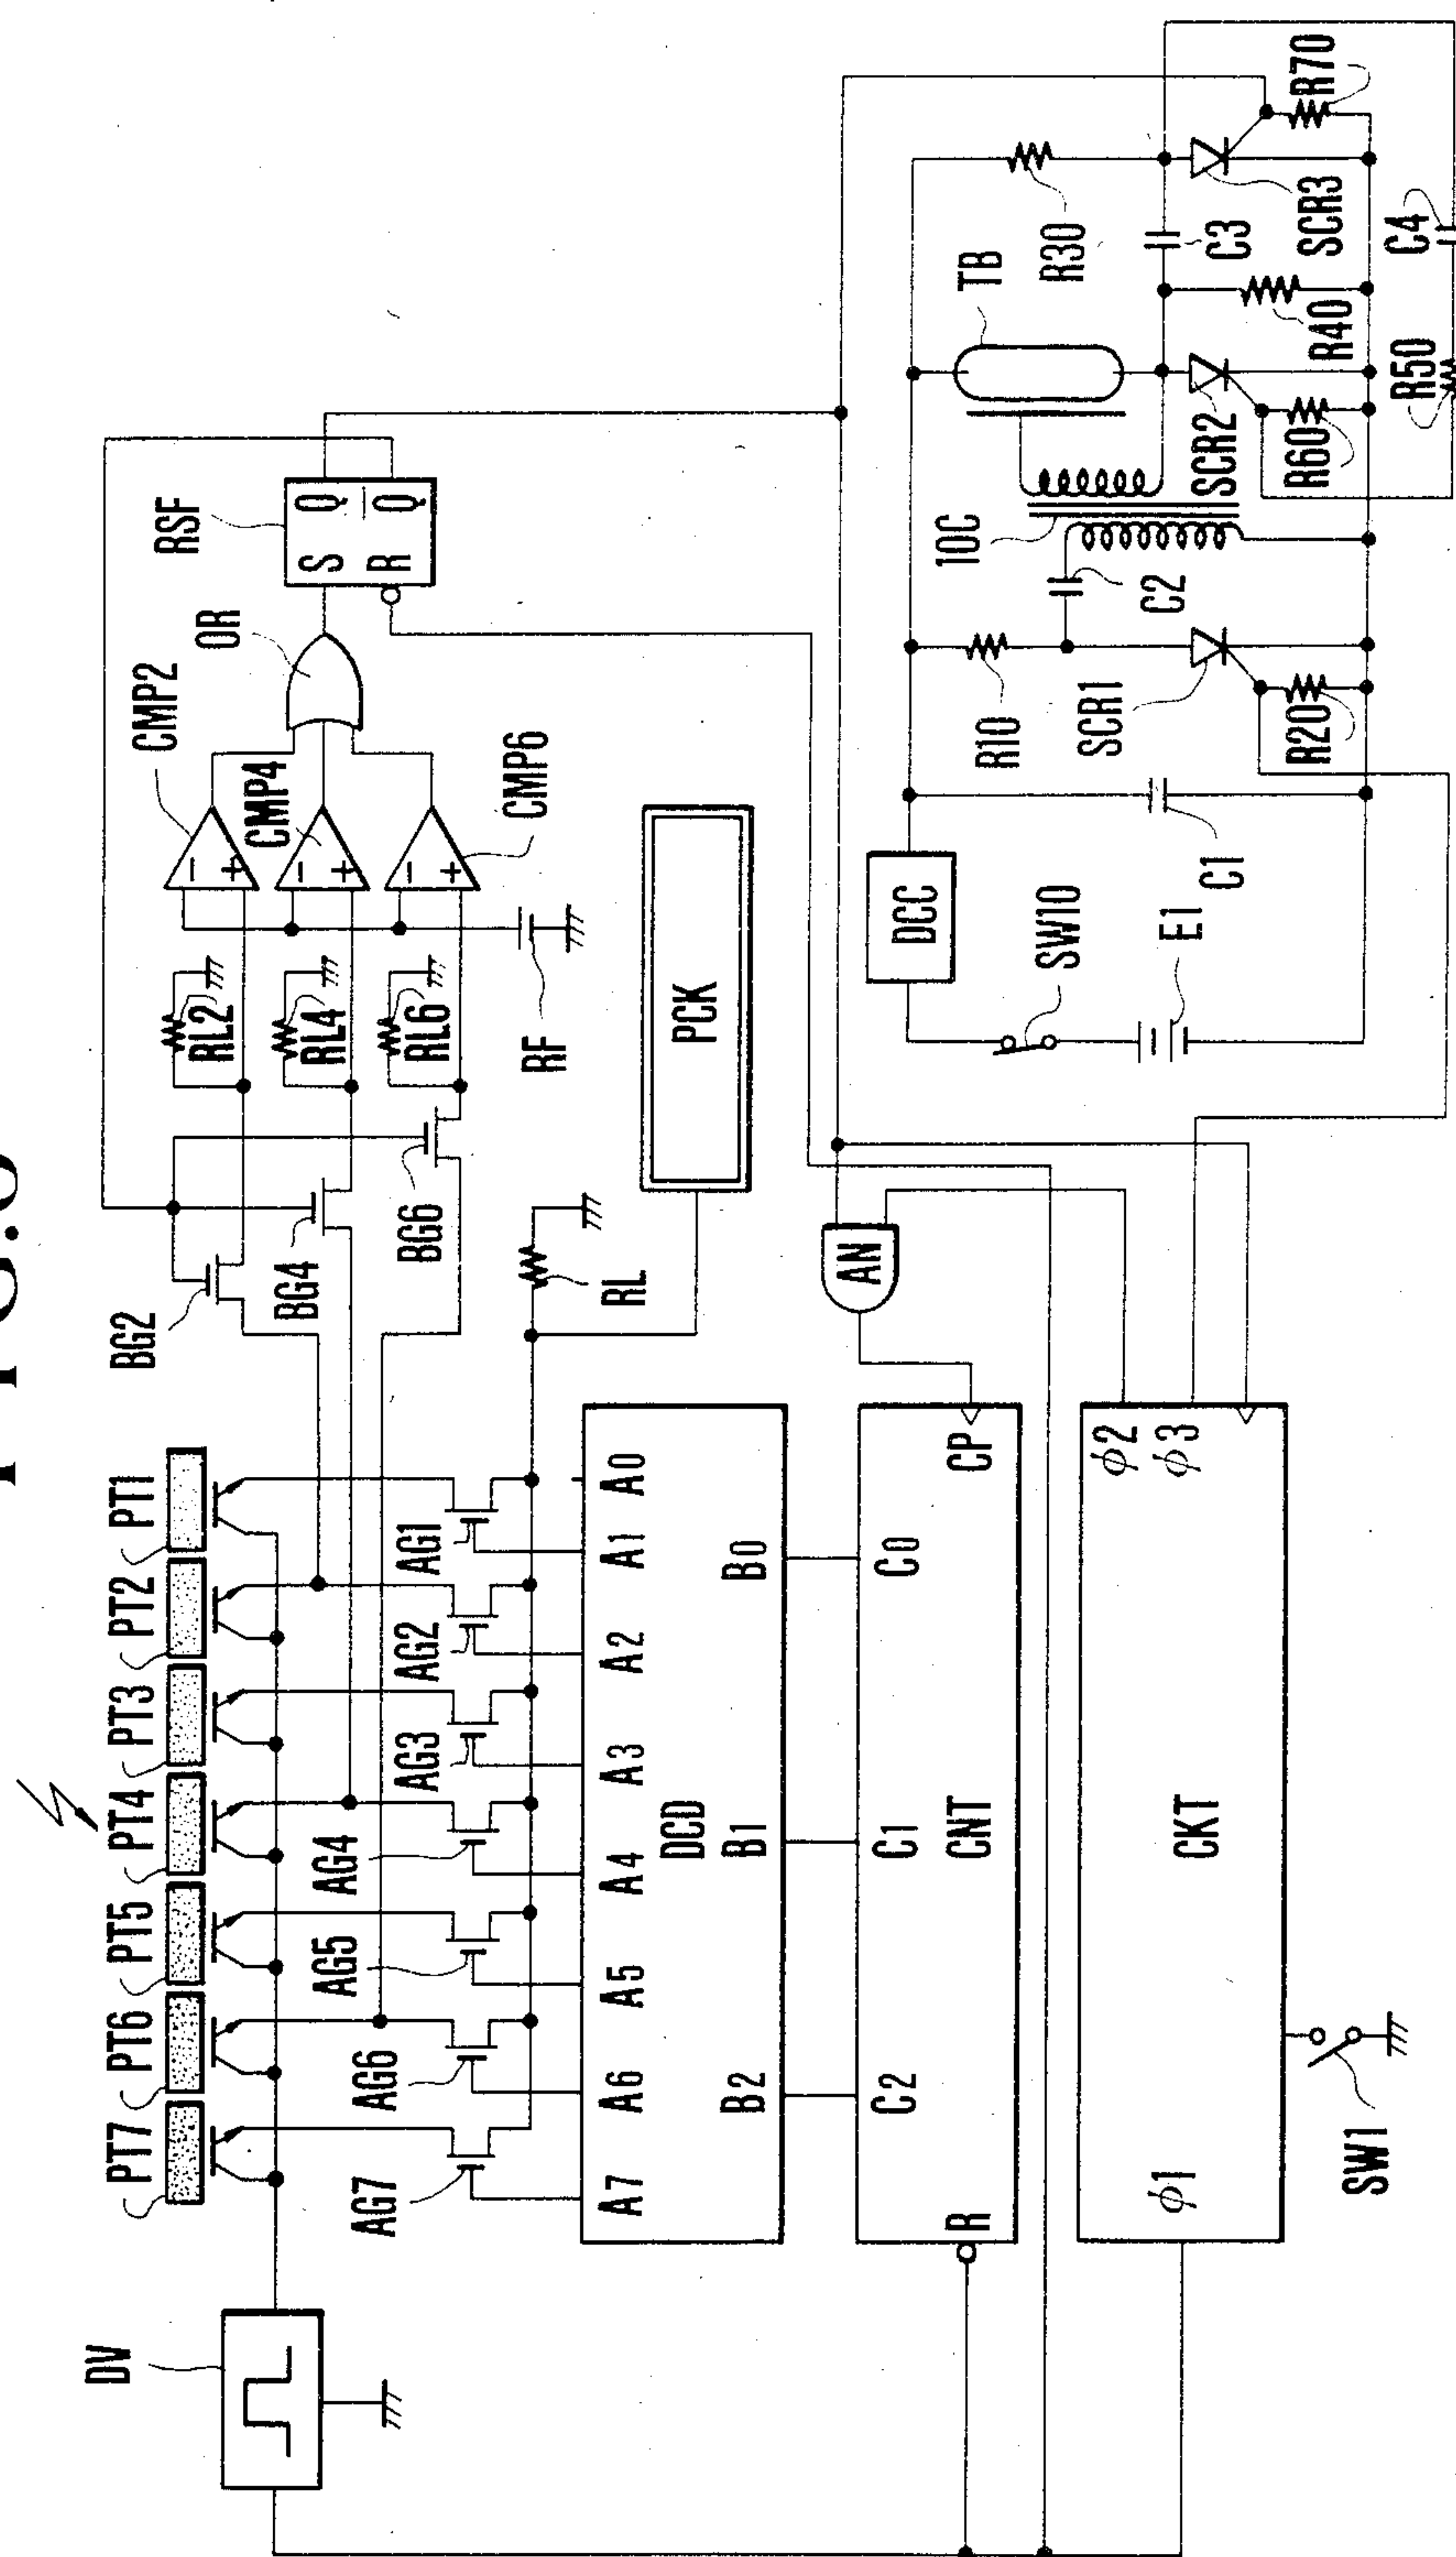 FIG.6
DV
PT7
PT6
PT5
PT4
PT3
PT2
PT1
BG2
BG4
BG6
RL2
RL4
RL6
RF
CMP2
CMP4
CMP6
- +
- +
- +
OR
RSF
S Q
R Q̅
AG7
AG6
AG5
AG4
AG3
AG2
AG1
RL
PCK
A7 A6 A5 A4 A3 A2 A1 A0
DCD
B2 B1 B0
C2 C1 C0
R CNT CP
AN
φ1 CKT φ2
φ3
SW1
DCC
SW10
E1
C1
R10
SCR1
R20
C2
10C
TB
SCR2
R60
R30
C3
R40
SCR3
R70
R50
C4